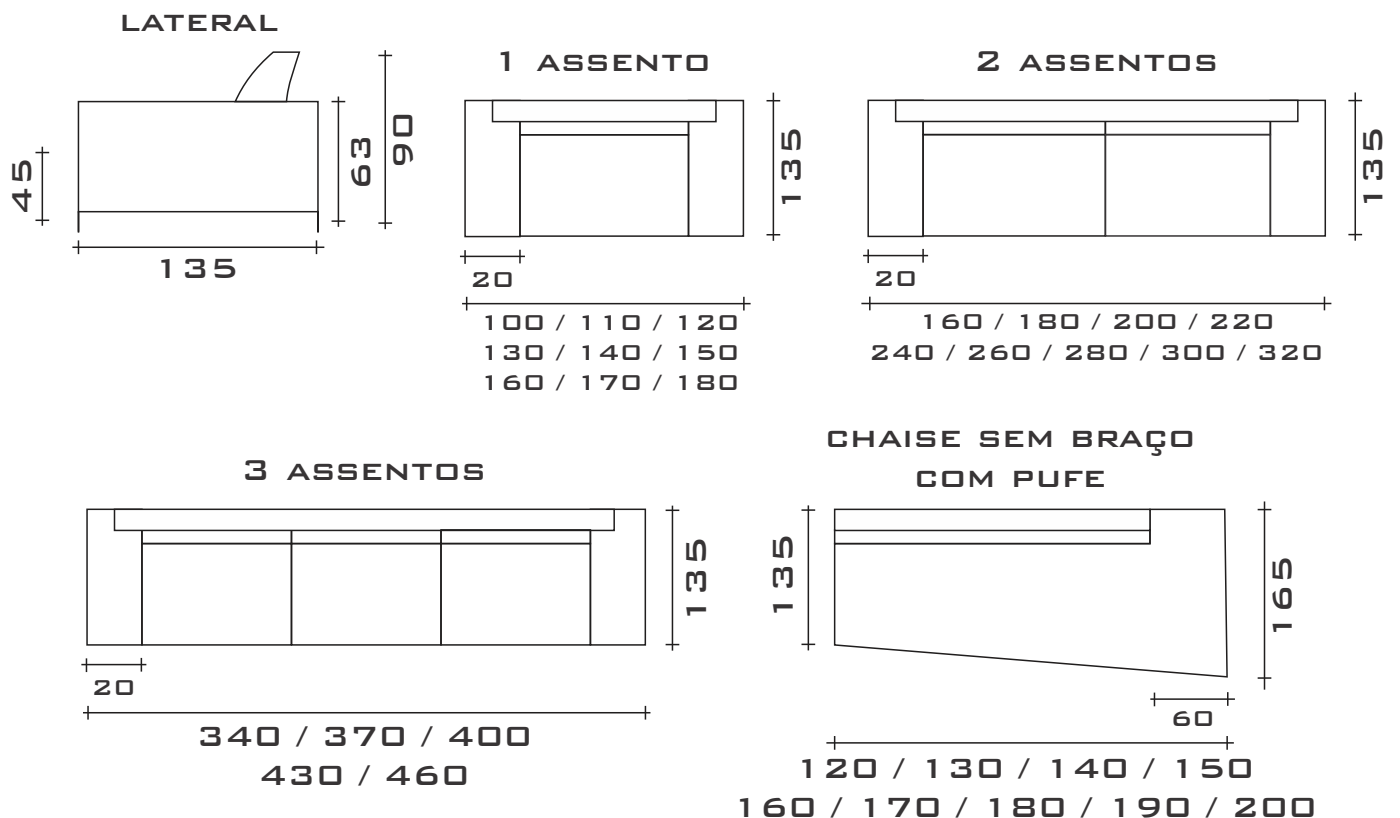 LATERAL
45
63
90
135
1 ASSENTO
135
20
100 / 110 / 120
130 / 140 / 150
160 / 170 / 180
2 ASSENTOS
135
20
160 / 180 / 200 / 220
240 / 260 / 280 / 300 / 320
3 ASSENTOS
135
20
340 / 370 / 400
430 / 460
CHAISE SEM BRAÇO
COM PUFE
135
165
60
120 / 130 / 140 / 150
160 / 170 / 180 / 190 / 200